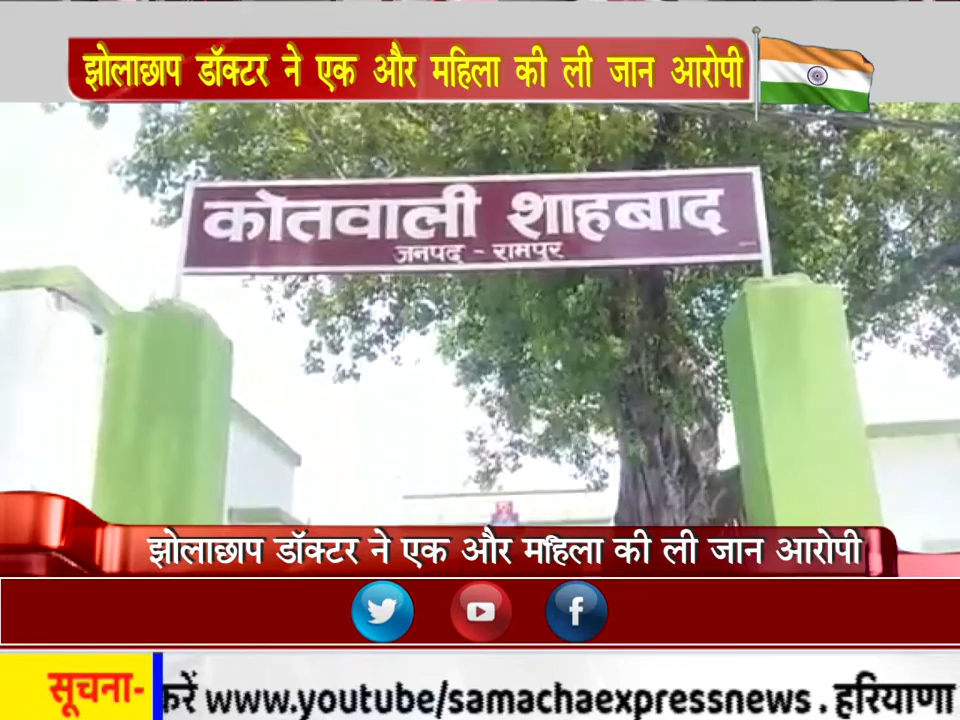 झोलाछाप डॉक्टर ने एक और महिला की ली जान आरोपी
कोतवाली शाहबाद
जनपद - रामपुर
झोलाछाप डॉक्टर ने एक और महिला की ली जान आरोपी
सूचना- करें www.youtube/samachaexpressnews . हरियाणा